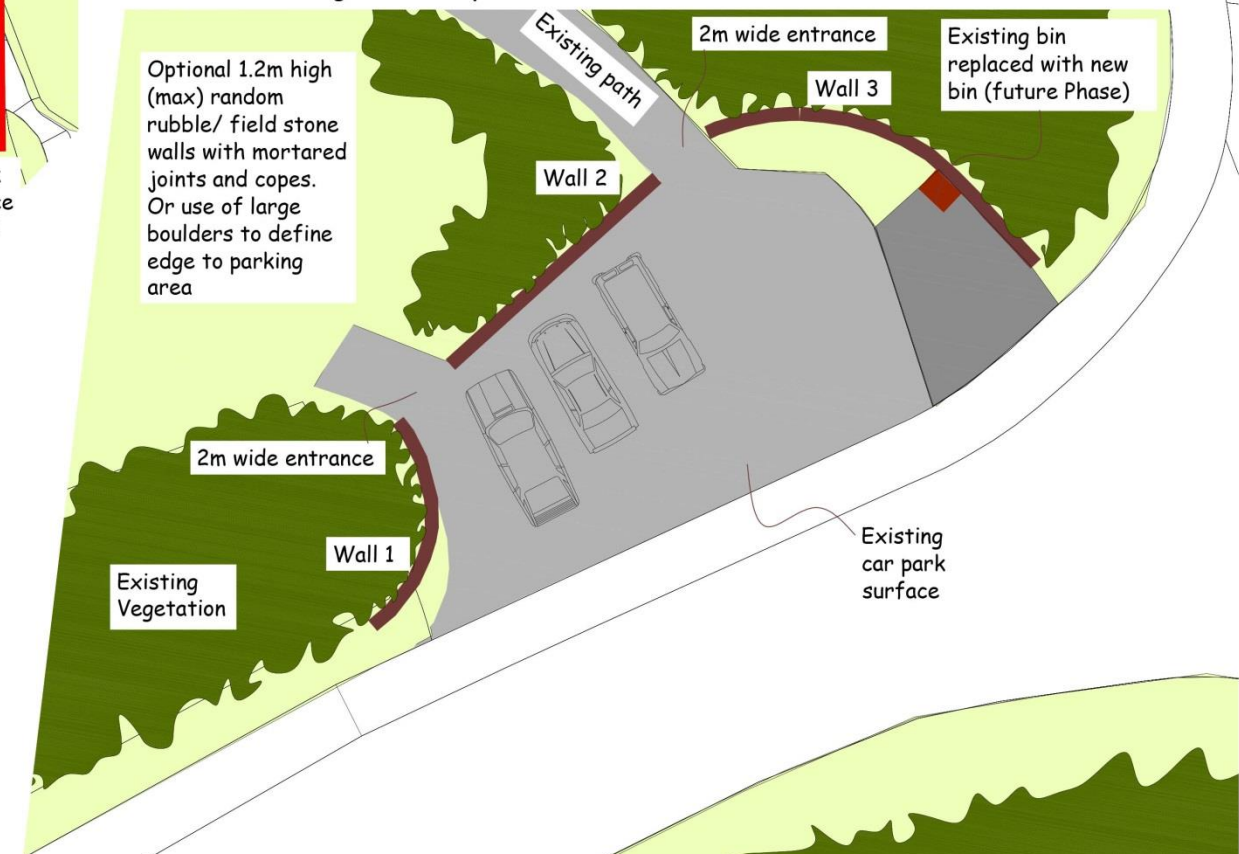 2m wide entrance
Existing bin
replaced with new
bin (future Phase)
Existing path
Optional 1.2m high
(max) random
rubble/ field stone
walls with mortared
joints and copes.
Or use of large
boulders to define
edge to parking
area
Wall 3
Wall 2
2m wide entrance
Wall 1
Existing
Vegetation
Existing
car park
surface